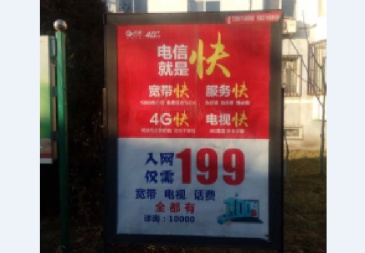 电信
就是快
宽带快 服务快
4G快 电视快
入网
仅需199
宽带 电视 话费
全都有
详询：10000